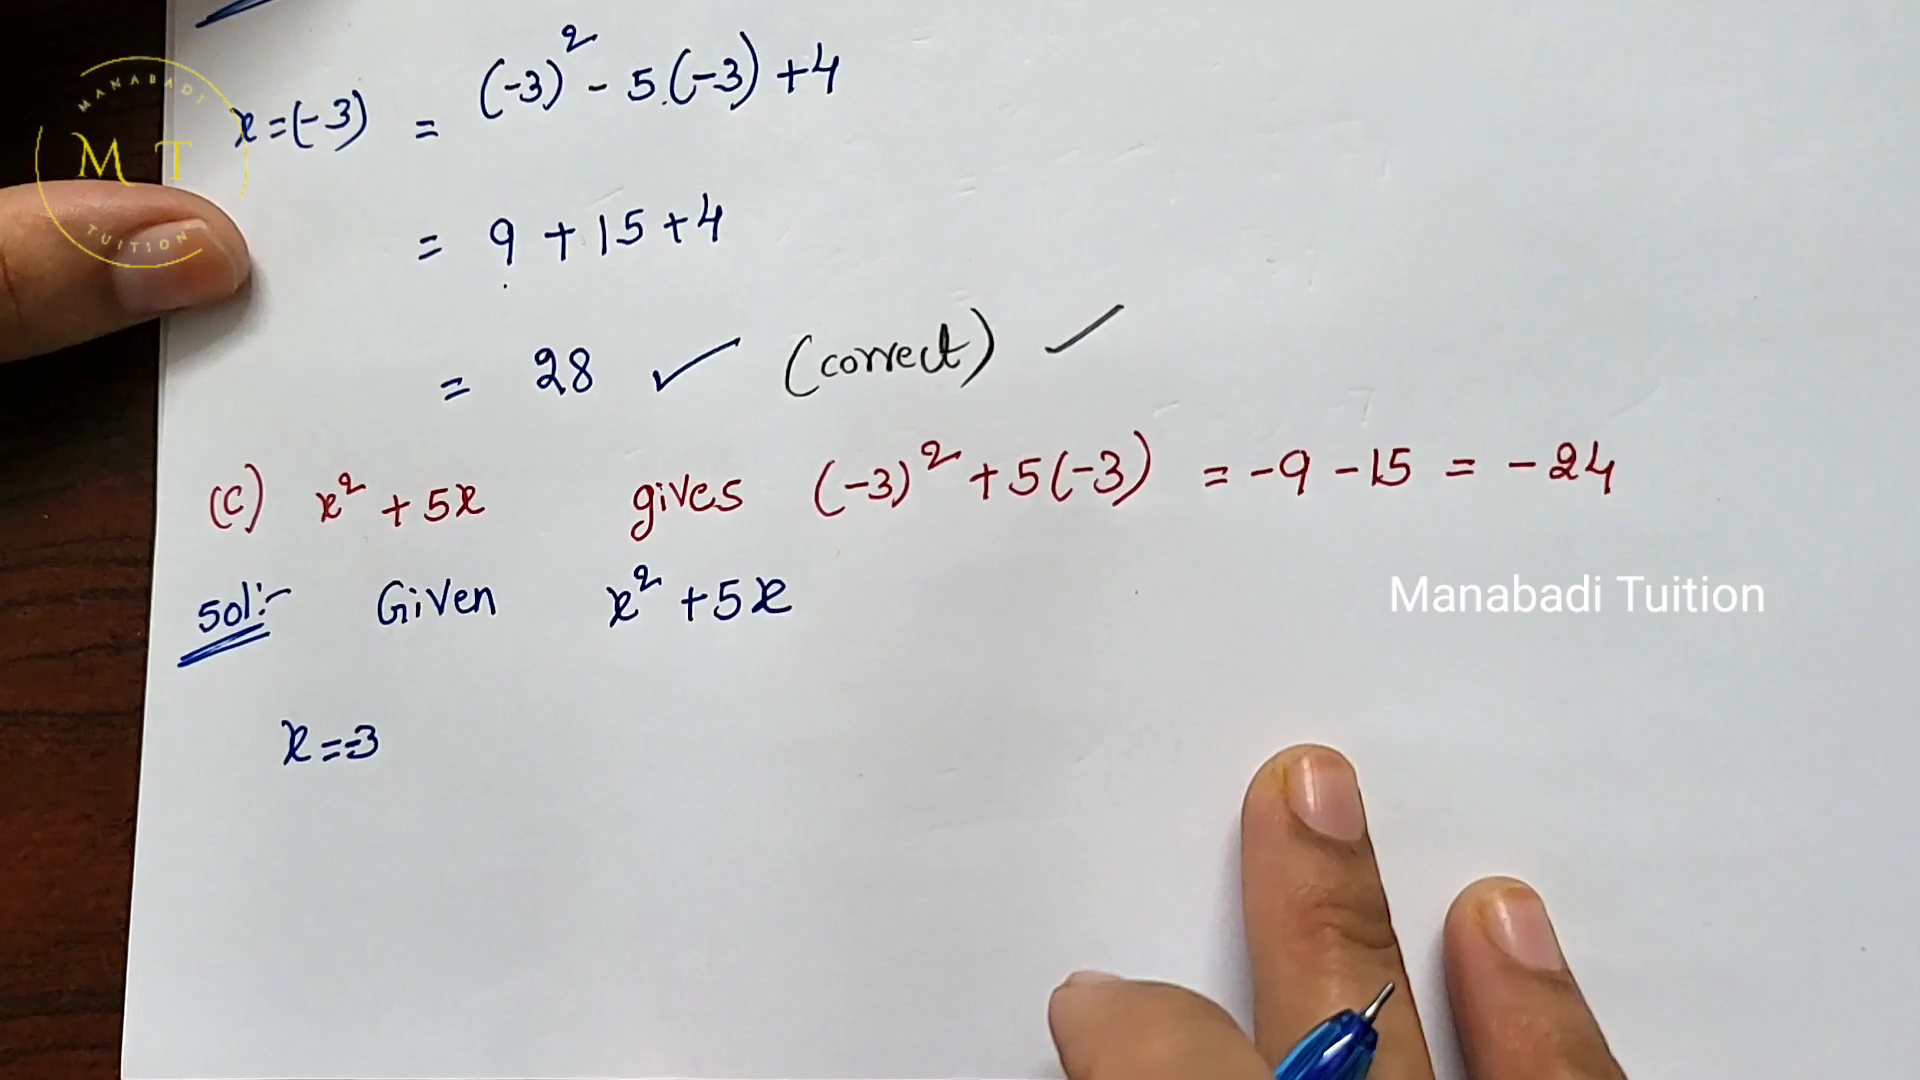 x=(-3) = (-3)² - 5.(-3) +4
= 9 + 15 + 4
= 28 ✓ (correct) ✓
(c) x² + 5x gives (-3)² + 5(-3) = -9 - 15 = -24
Sol:- Given x² + 5x
x=-3
MANABADI
M T
TUITION
Manabadi Tuition